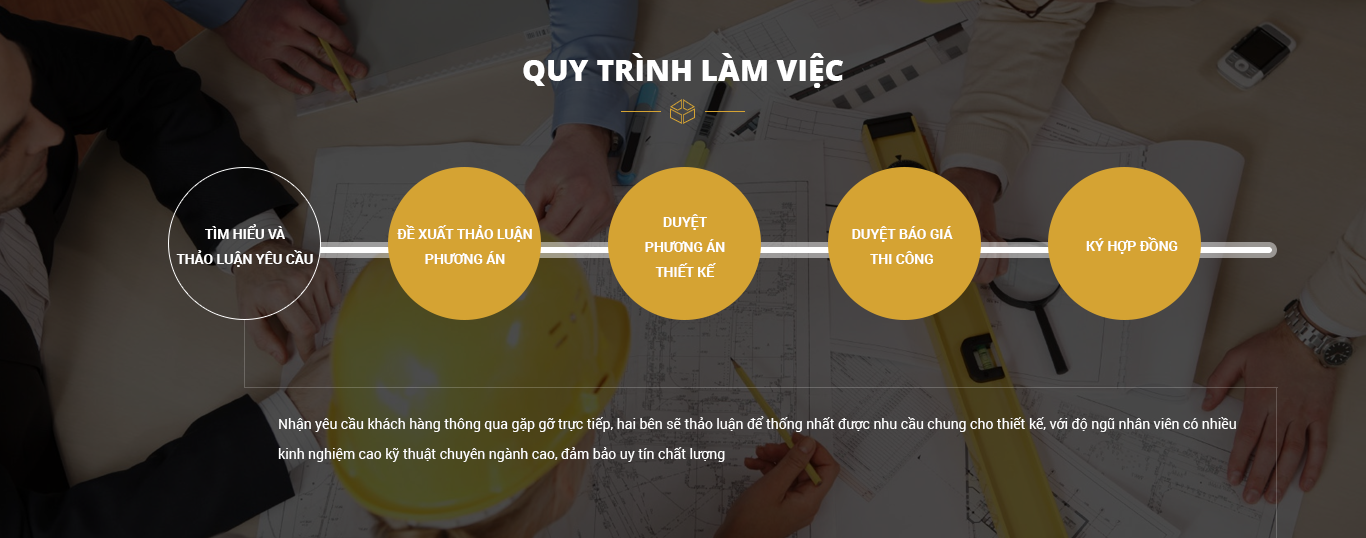 QUY TRÌNH LÀM VIỆC
TÌM HIỂU VÀ
THẢO LUẬN YÊU CẦU
ĐỀ XUẤT THẢO LUẬN
PHƯƠNG ÁN
DUYỆT
PHƯƠNG ÁN
THIẾT KẾ
DUYỆT BÁO GIÁ
THI CÔNG
KÝ HỢP ĐỒNG
Nhận yêu cầu khách hàng thông qua gặp gỡ trực tiếp, hai bên sẽ thảo luận để thống nhất được nhu cầu chung cho thiết kế, với độ ngũ nhân viên có nhiều
kinh nghiệm cao kỹ thuật chuyên ngành cao, đảm bảo uy tín chất lượng